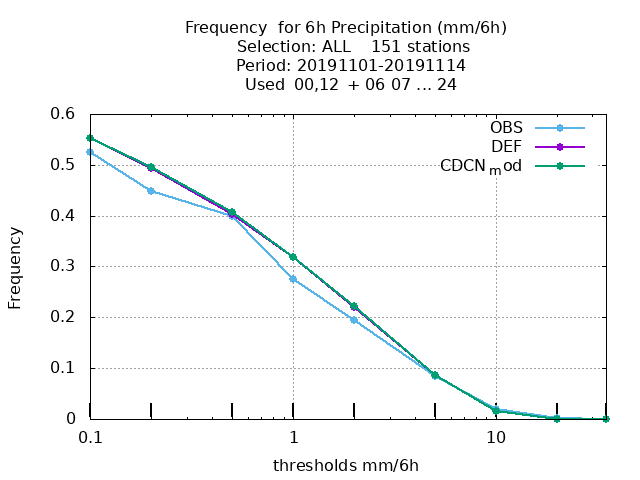 Frequency for 6h Precipitation (mm/6h)
Selection: ALL 151 stations
Period: 20191101-20191114
Used 00,12 + 06 07 ... 24
OBS
DEF
CDCNmod
Frequency
0.6
0.5
0.4
0.3
0.2
0.1
0
0.1 1 10
thresholds mm/6h